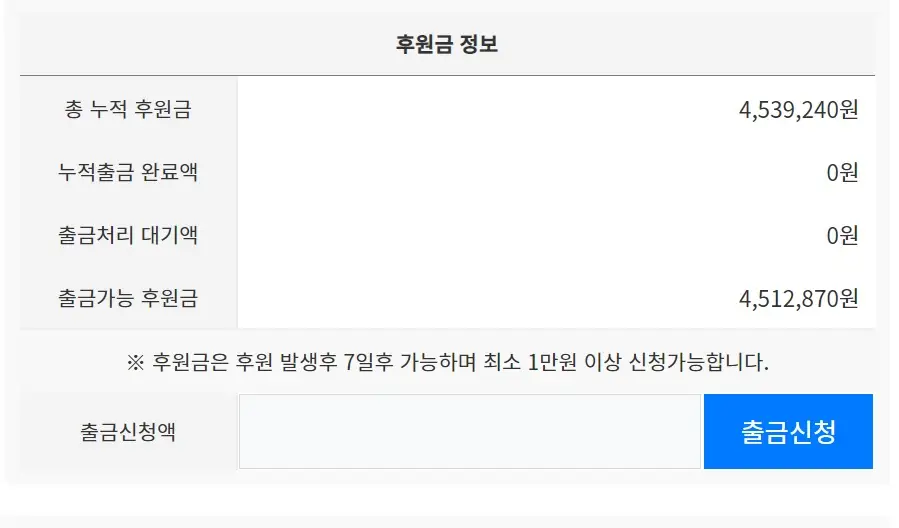 후원금 정보
총 누적 후원금 4,539,240원
누적출금 완료액 0원
출금처리 대기액 0원
출금가능 후원금 4,512,870원
※ 후원금은 후원 발생후 7일후 가능하며 최소 1만원 이상 신청가능합니다.
출금신청액 출금신청